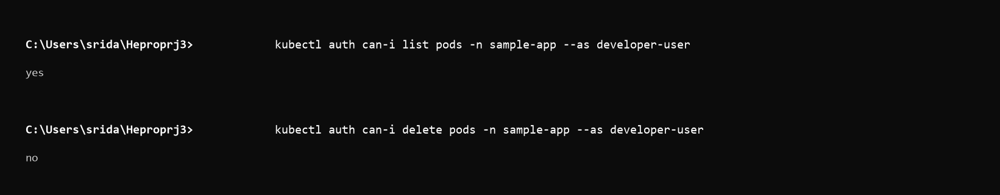 C:\Users\srida\Heproprj3> kubectl auth can-i list pods -n sample-app --as developer-user
yes
C:\Users\srida\Heproprj3> kubectl auth can-i delete pods -n sample-app --as developer-user
no